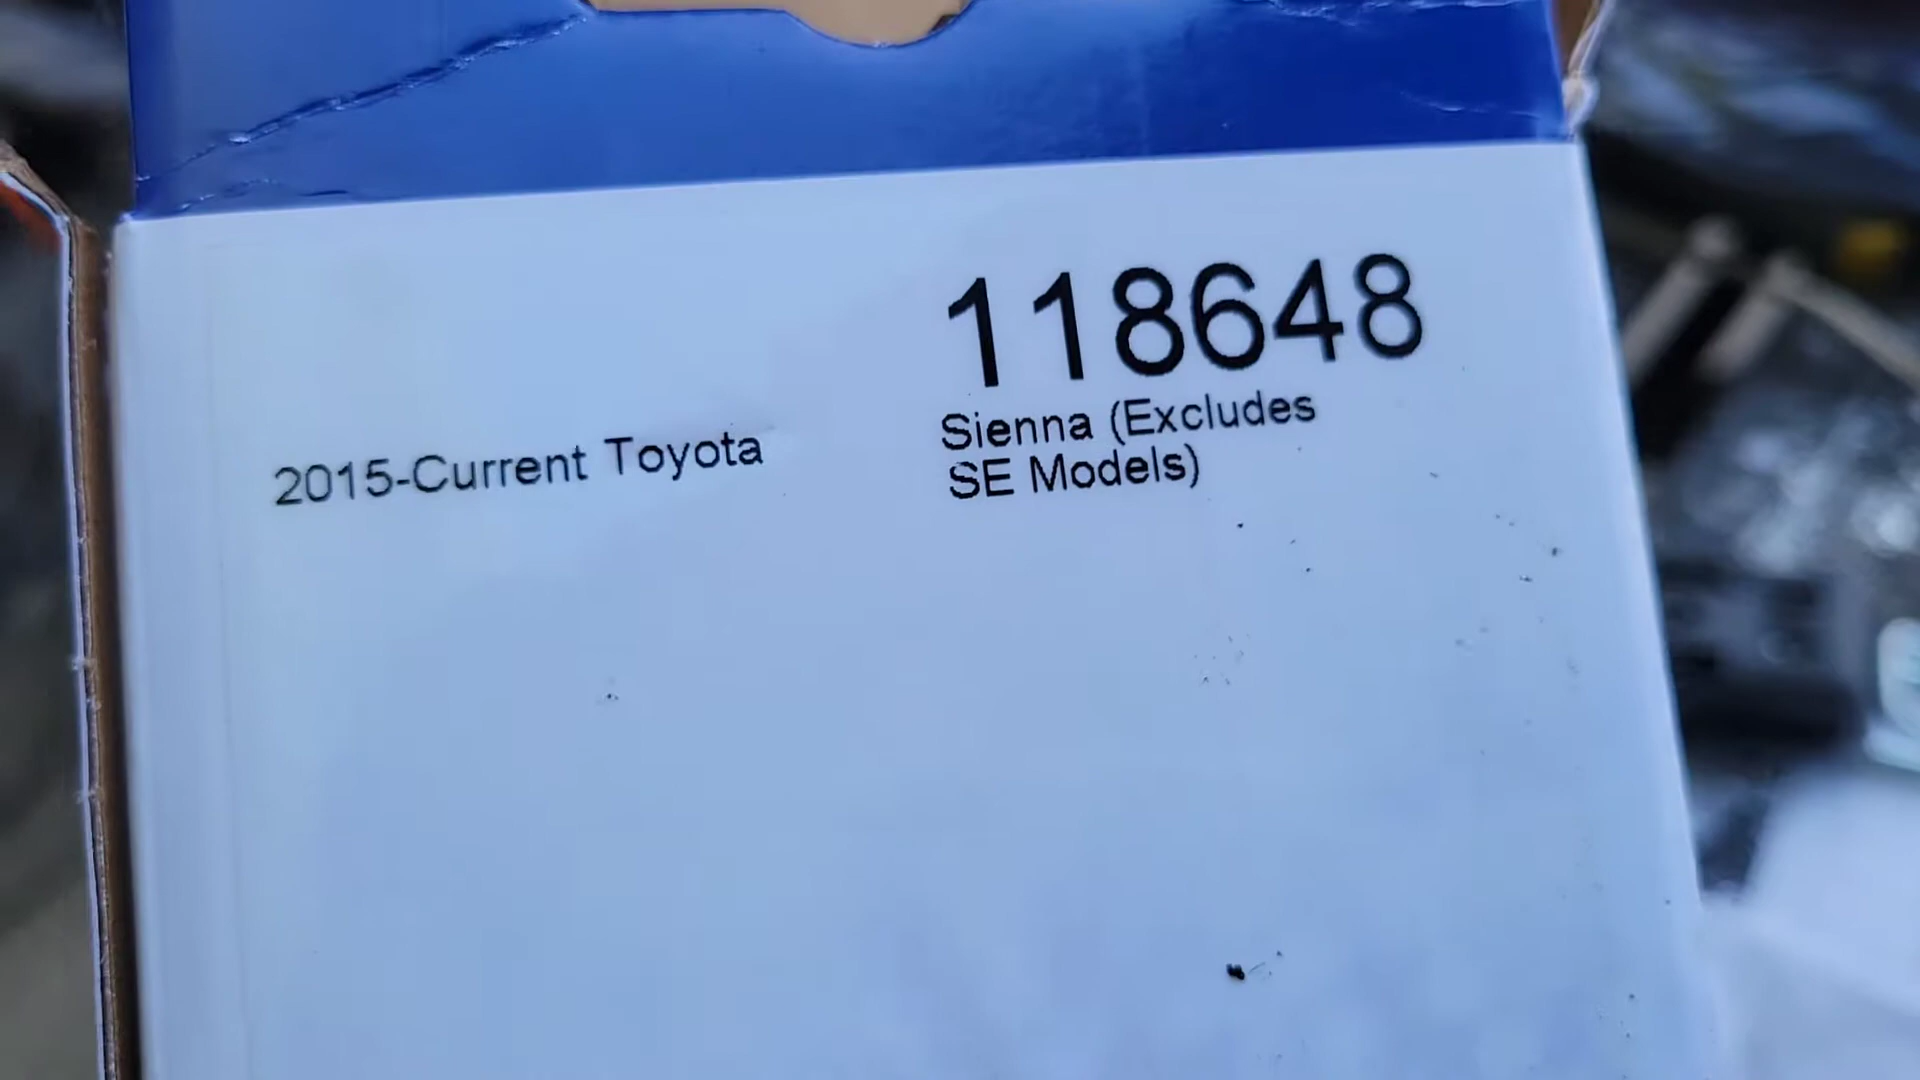 118648
2015-Current Toyota
Sienna (Excludes
SE Models)